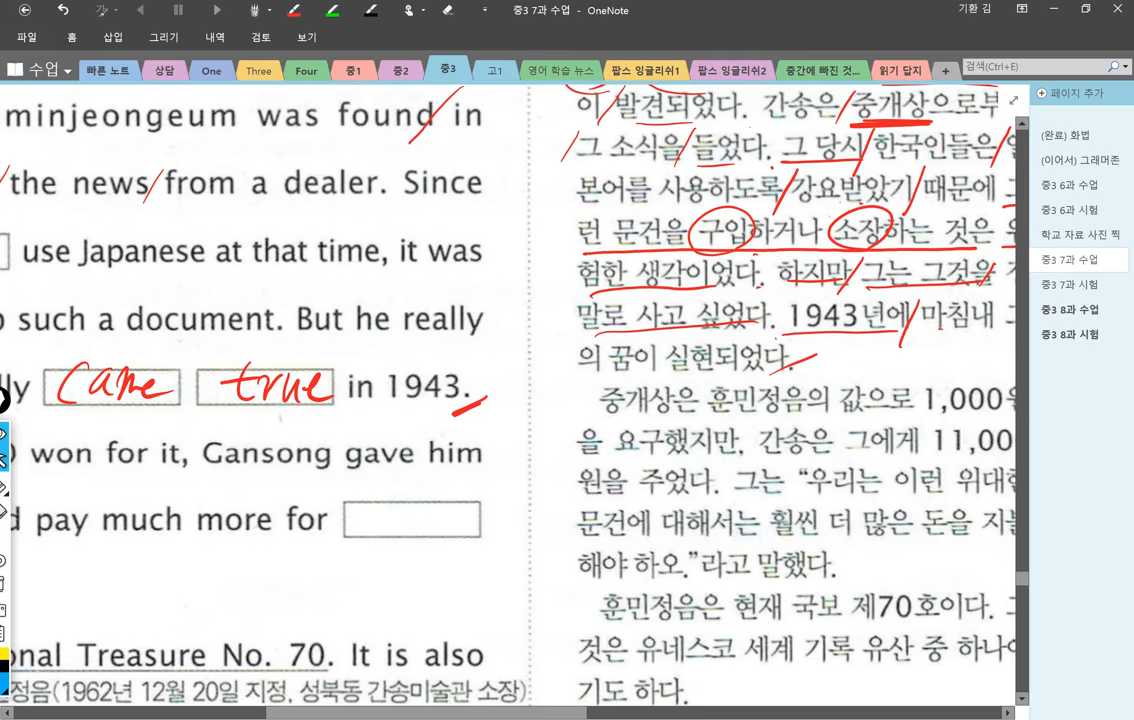 중3 7과 수업 - OneNote
기환 김
파일 홈 삽입 그리기 내역 검토 보기
수업 빠른 노트 상담 One Three Four 중1 중2 중3 고1 영어 학습 뉴스 팝스 잉글리쉬1 팝스 잉글리쉬2 중간에 빠진 것... 읽기 답지 + 검색(Ctrl+E)
minjeongeum was found in
the news from a dealer. Since
use Japanese at that time, it was
such a document. But he really
ly came true in 1943.
won for it, Gansong gave him
d pay much more for
onal Treasure No. 70. It is also
정음(1962년 12월 20일 지정, 성북동 간송미술관 소장)
이 발견되었다. 간송은 중개상으로부
그 소식을 들었다. 그 당시 한국인들은
본어를 사용하도록 강요받았기 때문에 그
런 문건을 구입하거나 소장하는 것은 위
험한 생각이었다. 하지만 그는 그것을
말로 사고 싶었다. 1943년에 마침내 그
의 꿈이 실현되었다.
중개상은 훈민정음의 값으로 1,000원
을 요구했지만, 간송은 그에게 11,00
원을 주었다. 그는 “우리는 이런 위대한
문건에 대해서는 훨씬 더 많은 돈을 지불
해야 하오.”라고 말했다.
훈민정음은 현재 국보 제70호이다. 그
것은 유네스코 세계 기록 유산 중 하나이
기도 하다.
페이지 추가
(완료) 화법
(이어서) 그래머존
중3 6과 수업
중3 6과 시험
학교 자료 사진 찍
중3 7과 수업
중3 7과 시험
중3 8과 수업
중3 8과 시험